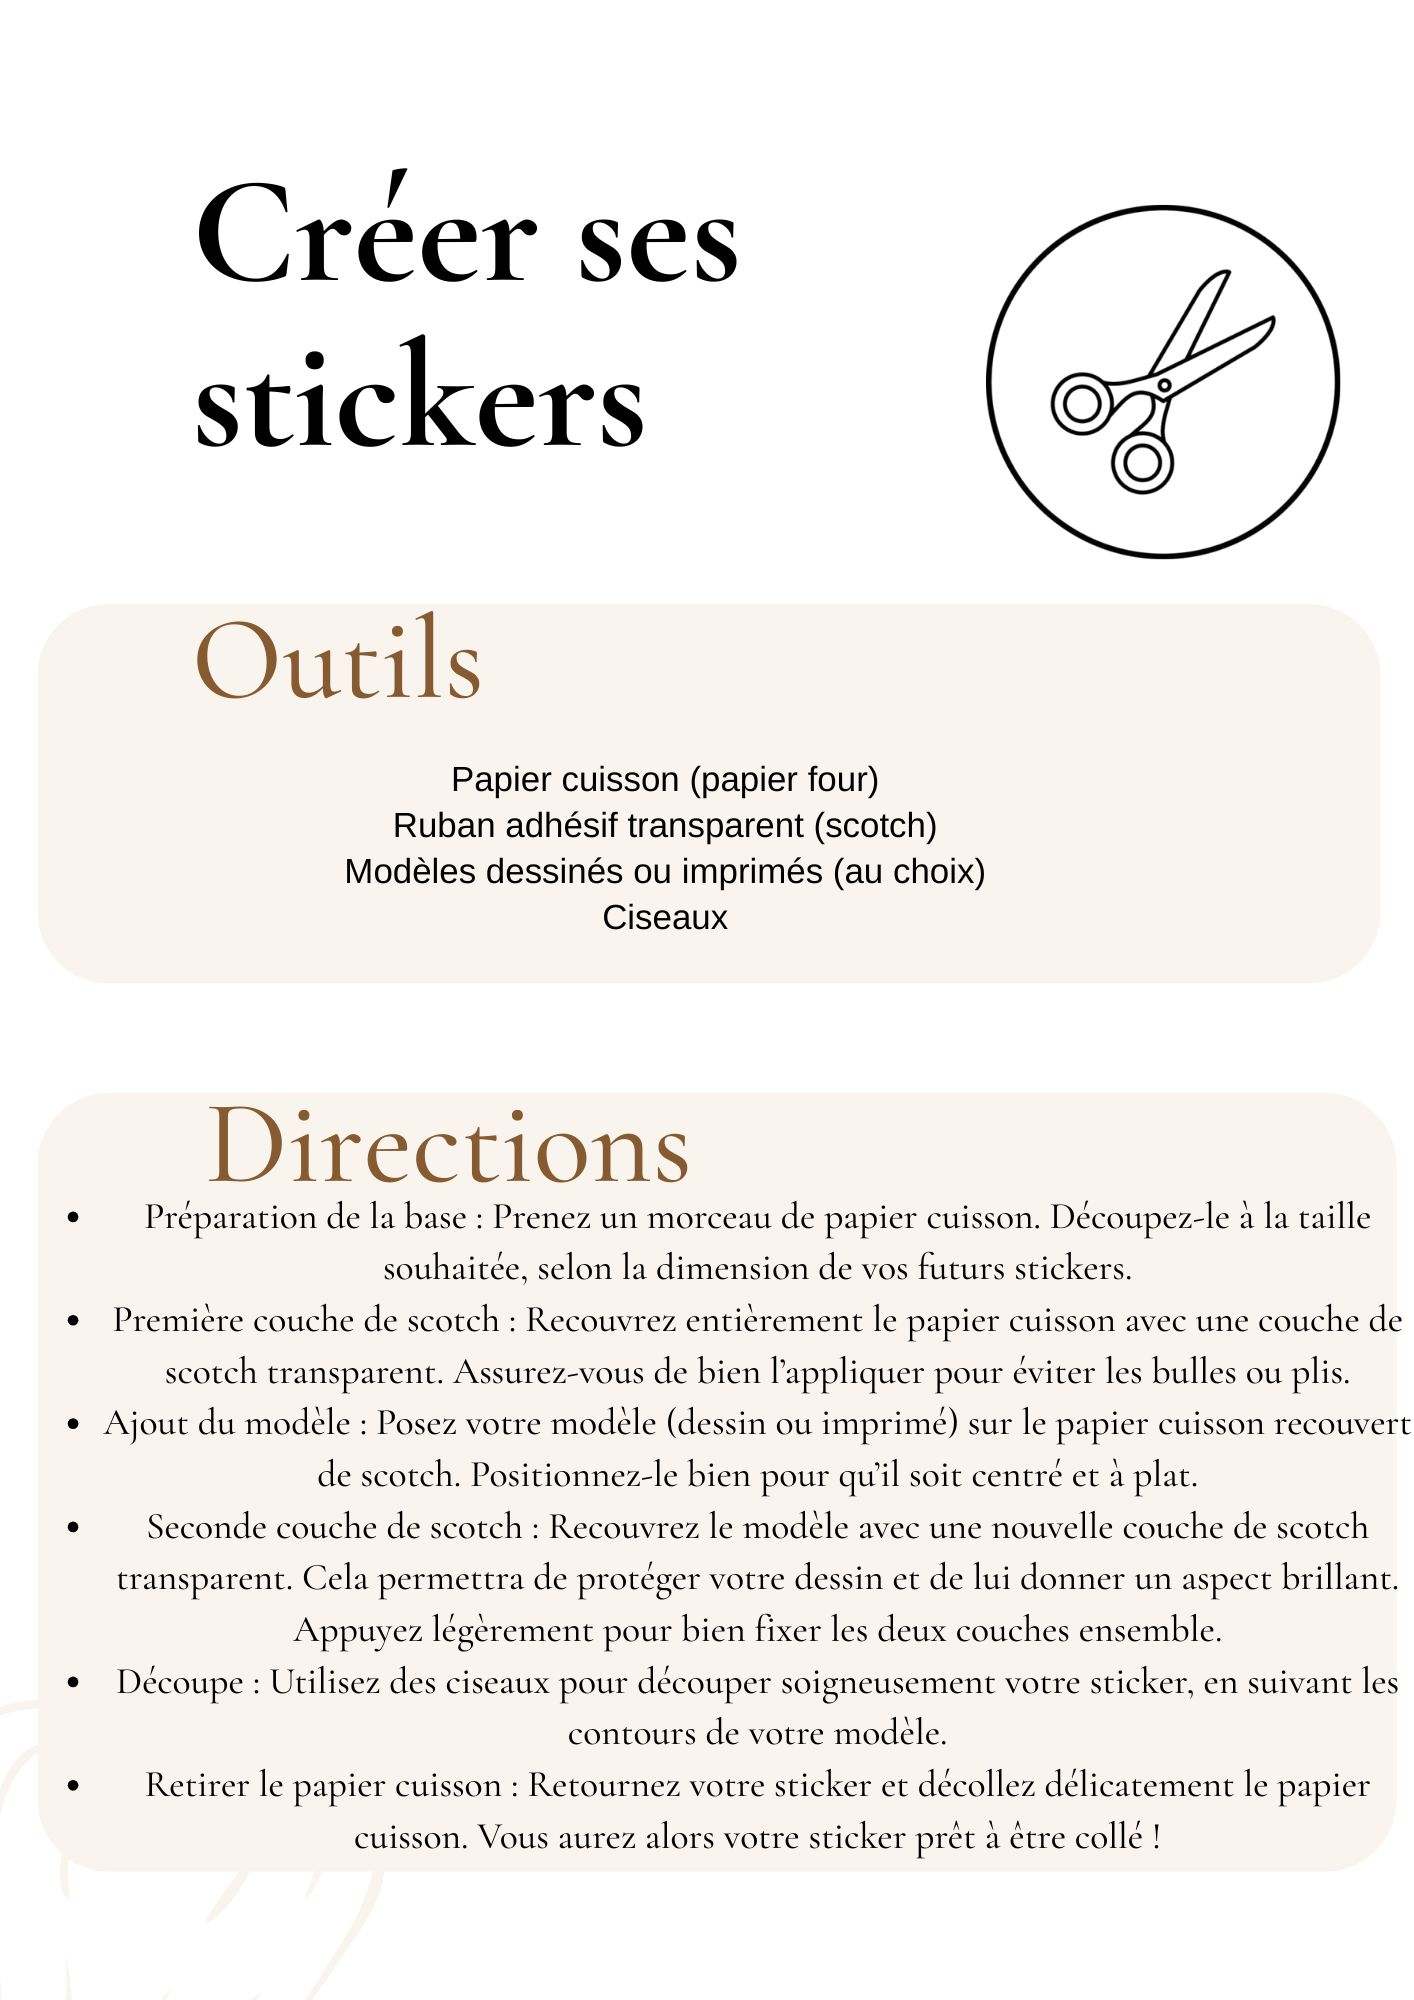 Créer ses
stickers
Outils
Papier cuisson (papier four)
Ruban adhésif transparent (scotch)
Modèles dessinés ou imprimés (au choix)
Ciseaux
Directions
• Préparation de la base : Prenez un morceau de papier cuisson. Découpez-le à la taille
souhaitée, selon la dimension de vos futurs stickers.
• Première couche de scotch : Recouvrez entièrement le papier cuisson avec une couche de
scotch transparent. Assurez-vous de bien l’appliquer pour éviter les bulles ou plis.
• Ajout du modèle : Posez votre modèle (dessin ou imprimé) sur le papier cuisson recouvert
de scotch. Positionnez-le bien pour qu’il soit centré et à plat.
• Seconde couche de scotch : Recouvrez le modèle avec une nouvelle couche de scotch
transparent. Cela permettra de protéger votre dessin et de lui donner un aspect brillant.
Appuyez légèrement pour bien fixer les deux couches ensemble.
• Découpe : Utilisez des ciseaux pour découper soigneusement votre sticker, en suivant les
contours de votre modèle.
• Retirer le papier cuisson : Retournez votre sticker et décollez délicatement le papier
cuisson. Vous aurez alors votre sticker prêt à être collé !